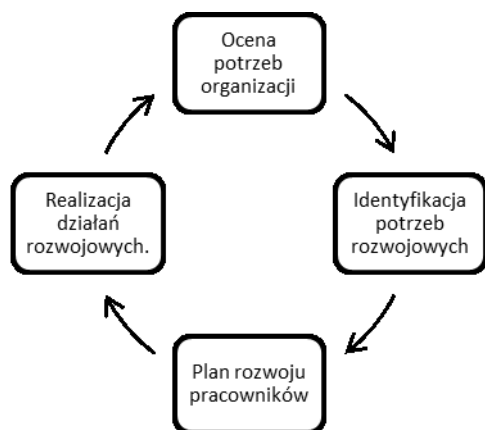 Ocena
potrzeb
organizacji
Identyfikacja
potrzeb
rozwojowych
Plan rozwoju
pracowników
Realizacja
działań
rozwojowych.